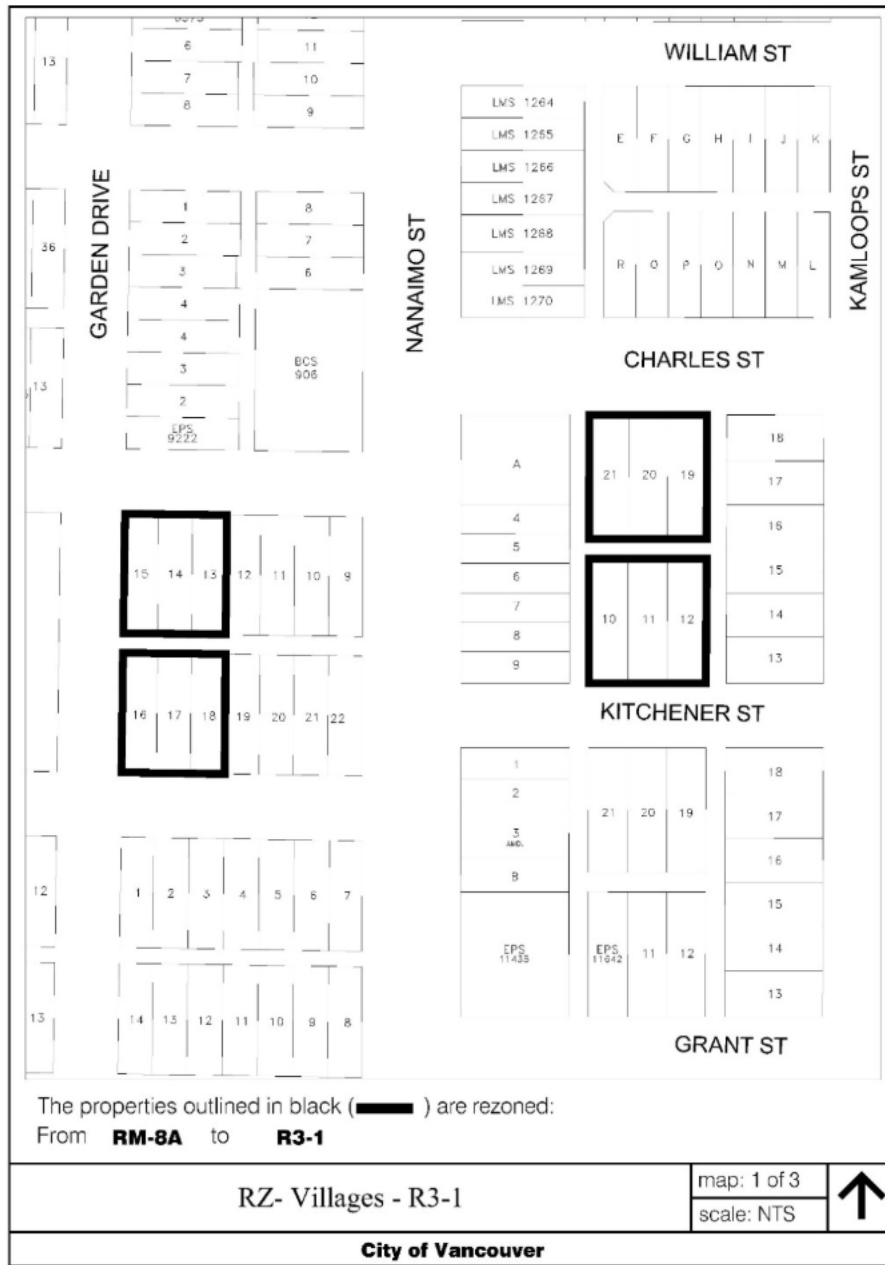 WILLIAM ST
GARDEN DRIVE
NANAIMO ST
KAMLOOPS ST
CHARLES ST
KITCHENER ST
GRANT ST
13
6
7
8
11
10
9
36
13
1
2
3
4
4
3
2
EPS
9222
8
7
6
BCS
906
LMS 1264
LMS 1265
LMS 1266
LMS 1267
LMS 1268
LMS 1269
LMS 1270
E F G H I J K
R Q P O N M L
A
4
5
6
7
8
9
21 20 19
10 11 12
18
17
16
15
14
13
15 14 13 12 11 10 9
16 17 18 19 20 21 22
12
1 2 3 4 5 6 7
13
14 13 12 11 10 9 8
1
2
3
AMD.
B
EPS
11435
21 20 19
EPS
11642
11 12
18
17
16
15
14
13
The properties outlined in black ( ) are rezoned:
From RM-8A to R3-1
RZ- Villages - R3-1
map: 1 of 3
scale: NTS
City of Vancouver